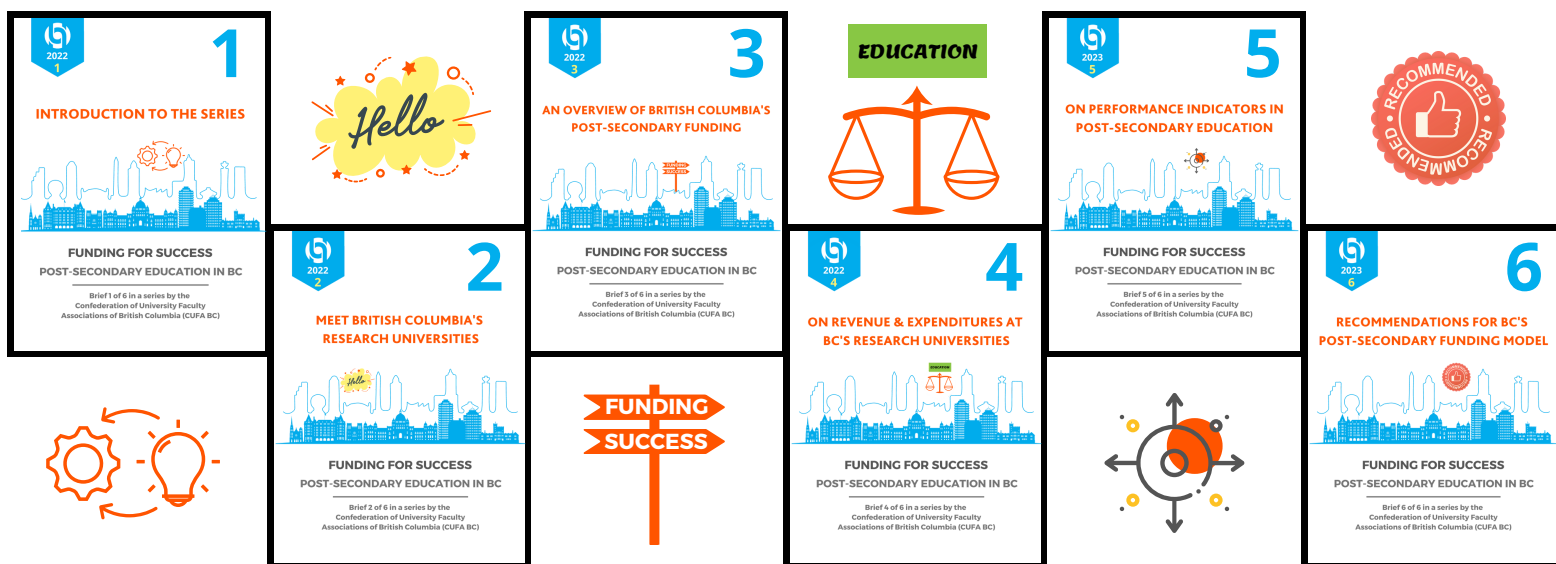 2022
1
1
INTRODUCTION TO THE SERIES
FUNDING FOR SUCCESS
POST-SECONDARY EDUCATION IN BC
Brief 1 of 6 in a series by the
Confederation of University Faculty
Associations of British Columbia (CUFA BC)
Hello
2022
2
2
MEET BRITISH COLUMBIA'S
RESEARCH UNIVERSITIES
Hello
FUNDING FOR SUCCESS
POST-SECONDARY EDUCATION IN BC
Brief 2 of 6 in a series by the
Confederation of University Faculty
Associations of British Columbia (CUFA BC)
2022
3
3
AN OVERVIEW OF BRITISH COLUMBIA'S
POST-SECONDARY FUNDING
FUNDING
SUCCESS
FUNDING FOR SUCCESS
POST-SECONDARY EDUCATION IN BC
Brief 3 of 6 in a series by the
Confederation of University Faculty
Associations of British Columbia (CUFA BC)
FUNDING
SUCCESS
EDUCATION
2022
4
4
ON REVENUE & EXPENDITURES AT
BC'S RESEARCH UNIVERSITIES
EDUCATION
FUNDING FOR SUCCESS
POST-SECONDARY EDUCATION IN BC
Brief 4 of 6 in a series by the
Confederation of University Faculty
Associations of British Columbia (CUFA BC)
2023
5
5
ON PERFORMANCE INDICATORS IN
POST-SECONDARY EDUCATION
FUNDING FOR SUCCESS
POST-SECONDARY EDUCATION IN BC
Brief 5 of 6 in a series by the
Confederation of University Faculty
Associations of British Columbia (CUFA BC)
RECOMMENDED
RECOMMENDED
2023
6
6
RECOMMENDATIONS FOR BC'S
POST-SECONDARY FUNDING MODEL
FUNDING FOR SUCCESS
POST-SECONDARY EDUCATION IN BC
Brief 6 of 6 in a series by the
Confederation of University Faculty
Associations of British Columbia (CUFA BC)